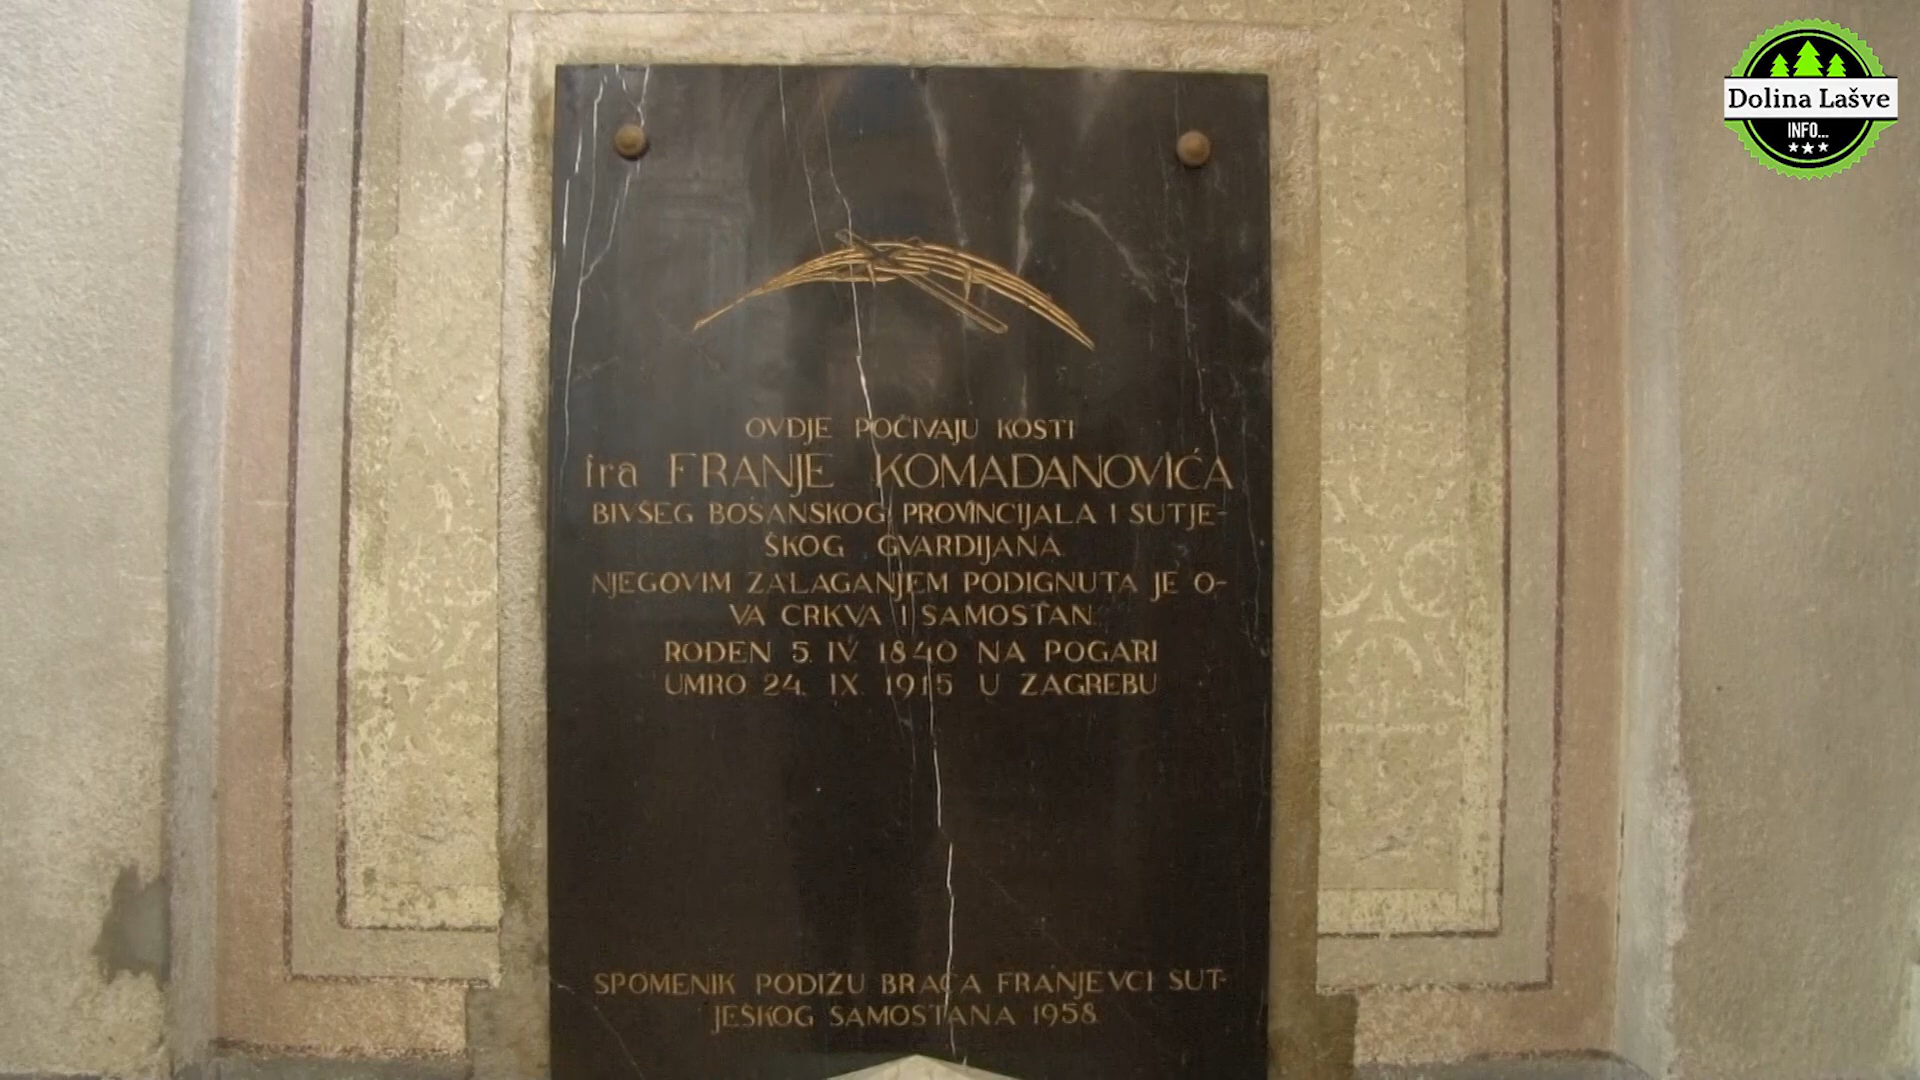 Dolina Lašve
INFO...
OVDJE POČIVAJU KOSTI
fra FRANJE KOMADANOVIĆA
BIVŠEG BOSANSKOG PROVINCIJALA I SUTJE-
ŠKOG GVARDIJANA.
NJEGOVIM ZALAGANJEM PODIGNUTA JE O-
VA CRKVA I SAMOSTAN.
ROĐEN 5. IV. 1840 NA POGARI
UMRO 24. IX. 1915 U ZAGREBU
SPOMENIK PODIŽU BRAĆA FRANJEVCI SUT-
JEŠKOG SAMOSTANA 1958.